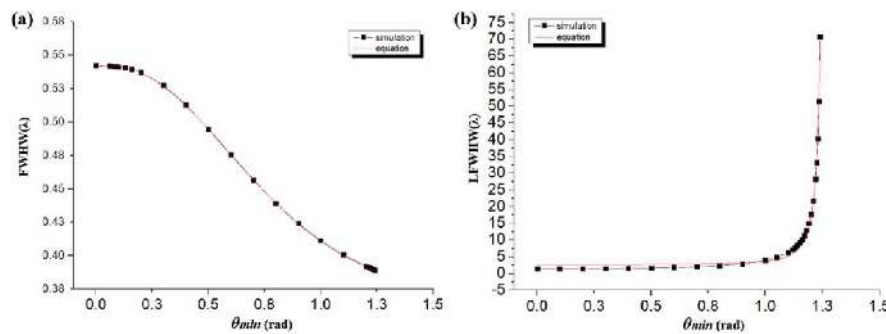 (a)
0.58
0.55
0.53
0.50
0.48
0.45
0.43
0.40
0.38
FWHW(λ)
simulation
equation
0.0 0.3 0.5 0.8 1.0 1.3 1.5
θmin (rad)
(b)
75
70
65
60
55
50
45
40
35
30
25
20
15
10
5
0
-5
LFWHW(λ)
simulation
equation
0.0 0.3 0.5 0.8 1.0 1.3 1.5
θmin (rad)